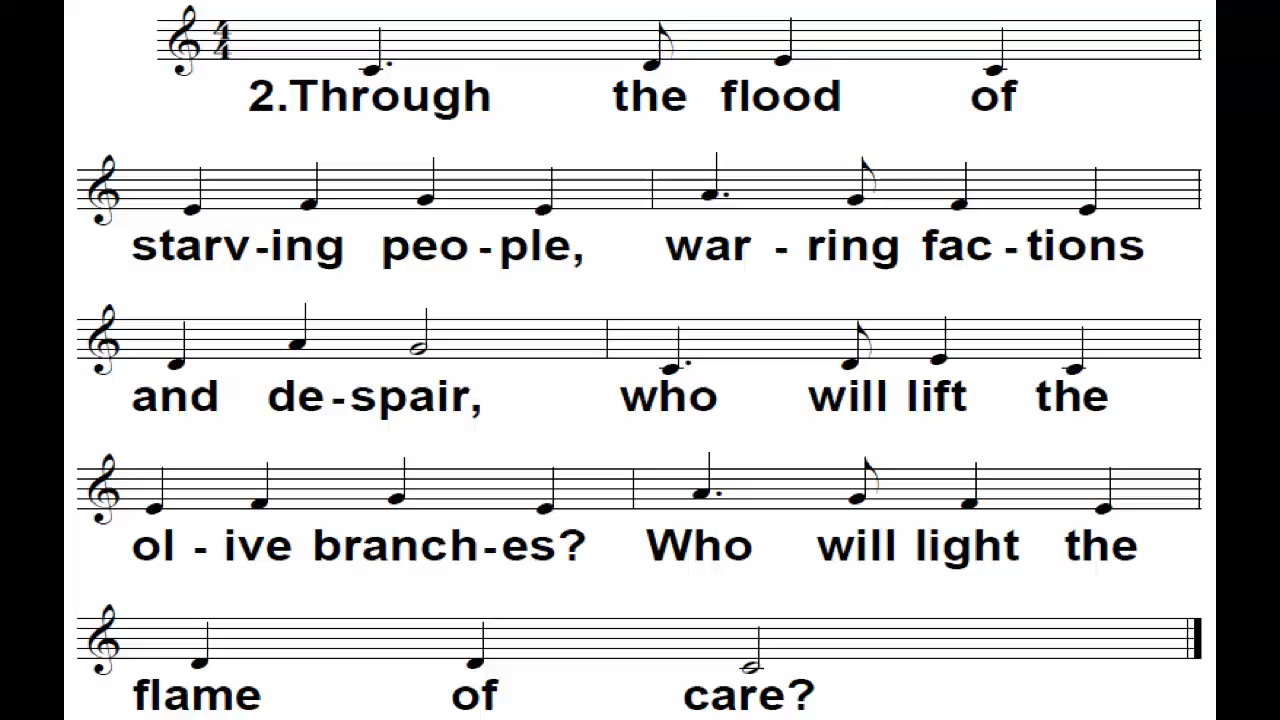 2.Through the flood of
starv-ing peo-ple, war - ring fac-tions
and de-spair, who will lift the
ol - ive branch-es? Who will light the
flame of care?